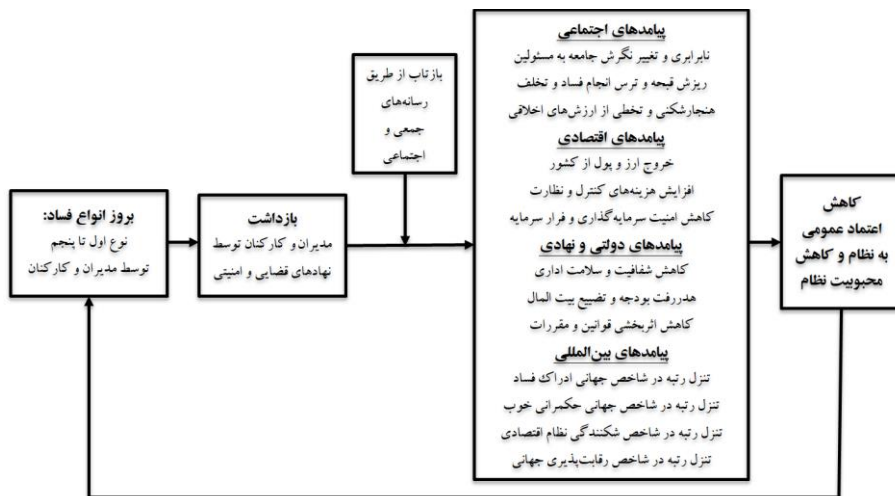 بروز انواع فساد:
نوع اول تا پنجم
توسط مدیران و کارکنان
بازداشت
مدیران و کارکنان توسط
نهادهای قضایی و امنیتی
بازتاب از طریق
رسانه‌های
جمعی و
اجتماعی
پیامدهای اجتماعی
نابرابری و تغییر نگرش جامعه به مسئولین
ریزش قبحه و ترس انجام فساد و تخلف
هنجارشکنی و تخطی از ارزش‌های اخلاقی
پیامدهای اقتصادی
خروج ارز و پول از کشور
افزایش هزینه‌های کنترل و نظارت
کاهش امنیت سرمایه‌گذاری و فرار سرمایه
پیامدهای دولتی و نهادی
کاهش شفافیت و سلامت اداری
هدررفت بودجه و تضییع بیت المال
کاهش اثربخشی قوانین و مقررات
پیامدهای بین‌المللی
تنزل رتبه در شاخص جهانی ادراک فساد
تنزل رتبه در شاخص جهانی حکمرانی خوب
تنزل رتبه در شاخص شکنندگی نظام اقتصادی
تنزل رتبه در شاخص رقابت‌پذیری جهانی
کاهش
اعتماد عمومی
به نظام و کاهش
محبوبیت نظام